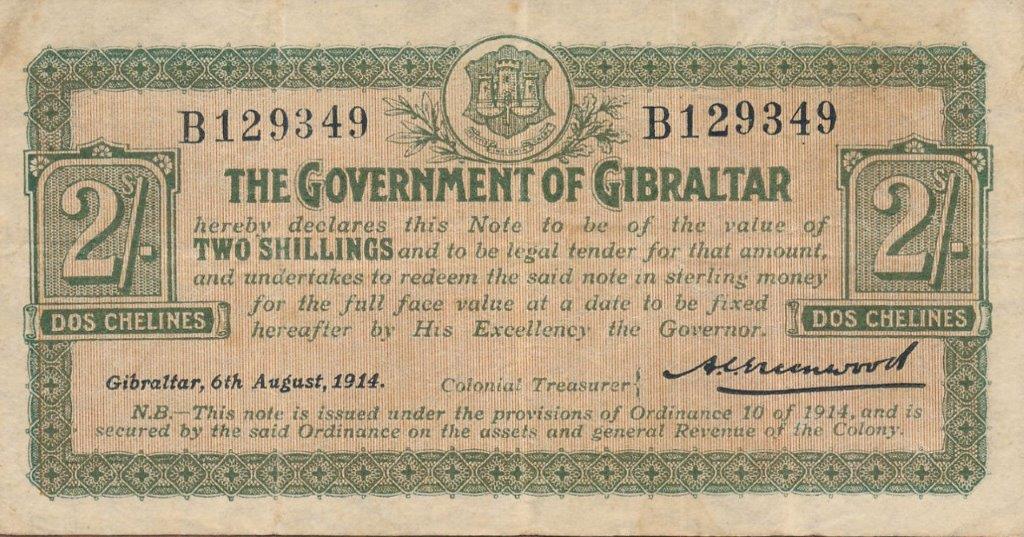 B129349 B129349
THE GOVERNMENT OF GIBRALTAR
hereby declares this Note to be of the value of
TWO SHILLINGS and to be legal tender for that amount,
and undertakes to redeem the said note in sterling money
for the full face value at a date to be fixed
hereafter by His Excellency the Governor.
2s/-
DOS CHELINES
2s/-
DOS CHELINES
Gibraltar, 6th August, 1914. Colonial Treasurer { A. Greenwood
N.B.—This note is issued under the provisions of Ordinance 10 of 1914, and is
secured by the said Ordinance on the assets and general Revenue of the Colony.